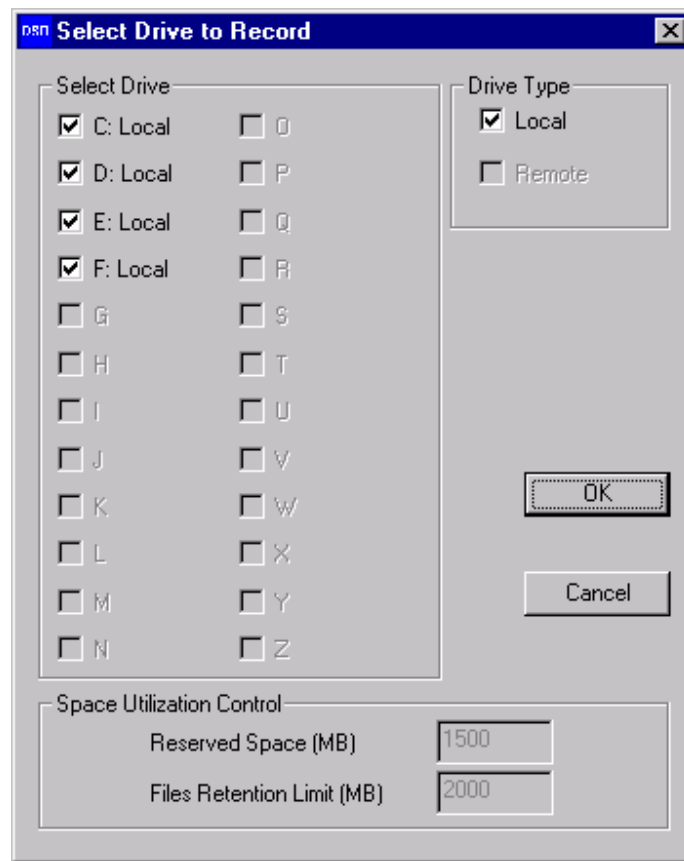 DSR Select Drive to Record
Select Drive
C: Local
D: Local
E: Local
F: Local
G
H
I
J
K
L
M
N
O
P
Q
R
S
T
U
V
W
X
Y
Z
Drive Type
Local
Remote
OK
Cancel
Space Utilization Control
Reserved Space (MB) 1500
Files Retention Limit (MB) 2000